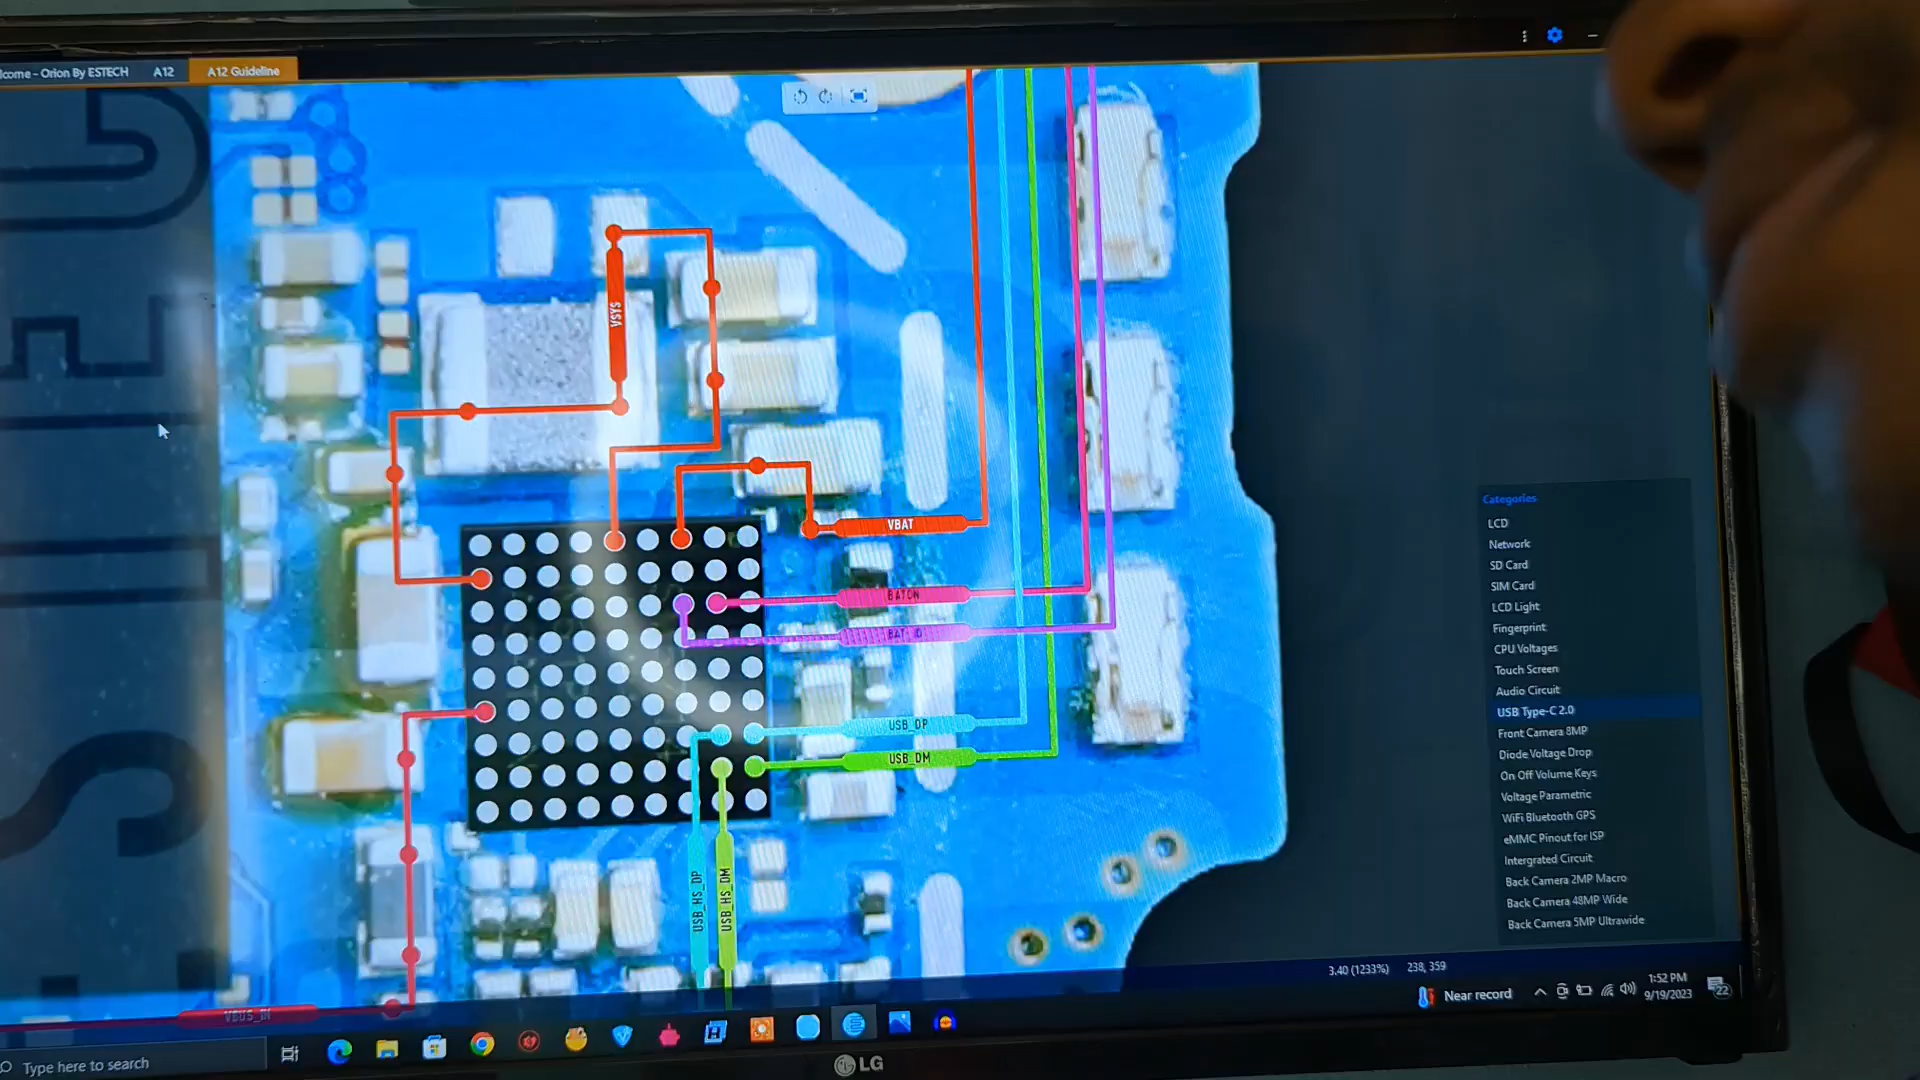 lcome - Orion By ESTECH
A12
A12 Guideline
VSYS
VBAT
BATON
BAT-ID
USB_DP
USB_DM
USB_HS_DP
USB_HS_DM
VBUS_IN
Categories
LCD
Network
SD Card
SIM Card
LCD Light
Fingerprint
CPU Voltages
Touch Screen
Audio Circuit
USB Type-C 2.0
Front Camera 8MP
Diode Voltage Drop
On Off Volume Keys
Voltage Parametric
WiFi Bluetooth GPS
eMMC Pinout for ISP
Intergrated Circuit
Back Camera 2MP Macro
Back Camera 48MP Wide
Back Camera 5MP Ultrawide
3.40 (1233%) 238, 359
Type here to search
Near record
1:52 PM
9/19/2023
22
LG